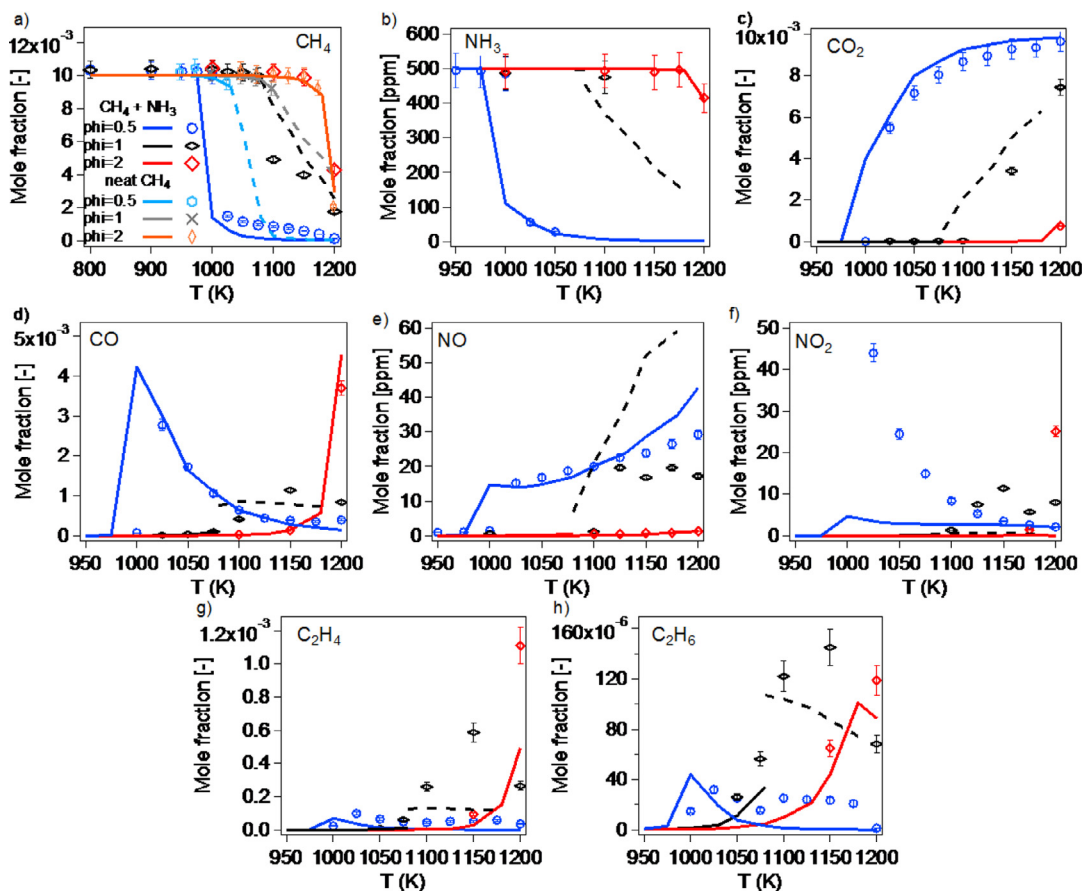 a)
CH4
12x10-3
10
8
6
4
2
0
Mole fraction [-]
CH4 + NH3
phi=0.5
phi=1
phi=2
neat CH4
phi=0.5
phi=1
phi=2
800 900 1000 1100 1200
T (K)
b)
NH3
600
500
400
300
200
100
0
Mole fraction [ppm]
950 1000 1050 1100 1150 1200
T (K)
c)
CO2
10x10-3
8
6
4
2
0
Mole fraction [-]
950 1000 1050 1100 1150 1200
T (K)
d)
CO
5x10-3
4
3
2
1
0
Mole fraction [-]
950 1000 1050 1100 1150 1200
T (K)
e)
NO
60
50
40
30
20
10
0
Mole fraction [ppm]
950 1000 1050 1100 1150 1200
T (K)
f)
NO2
50
40
30
20
10
0
Mole fraction [ppm]
950 1000 1050 1100 1150 1200
T (K)
g)
C2H4
1.2x10-3
1.0
0.8
0.6
0.4
0.2
0.0
Mole fraction [-]
950 1000 1050 1100 1150 1200
T (K)
h)
C2H6
160x10-6
120
80
40
0
Mole fraction [-]
950 1000 1050 1100 1150 1200
T (K)